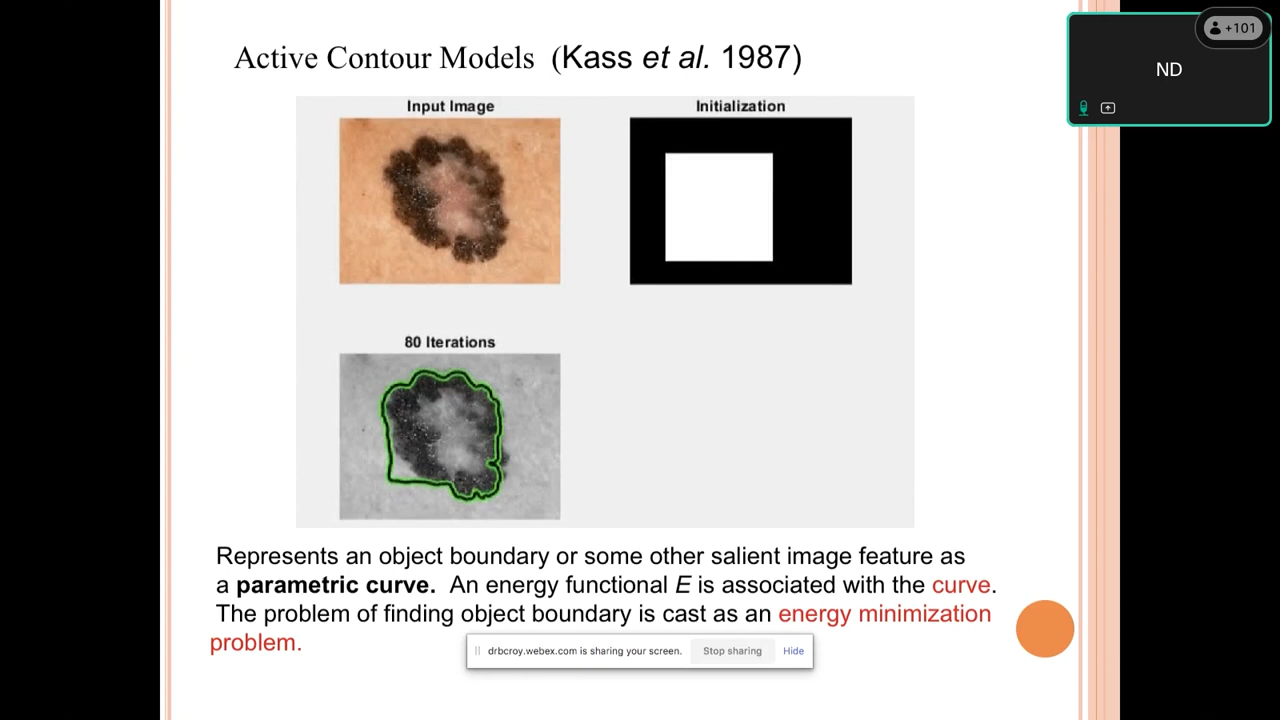 Active Contour Models (Kass et al. 1987)
+101
ND
Input Image
Initialization
80 Iterations
Represents an object boundary or some other salient image feature as
a parametric curve. An energy functional E is associated with the curve.
The problem of finding object boundary is cast as an energy minimization
problem.
drbcroy.webex.com is sharing your screen.
Stop sharing
Hide